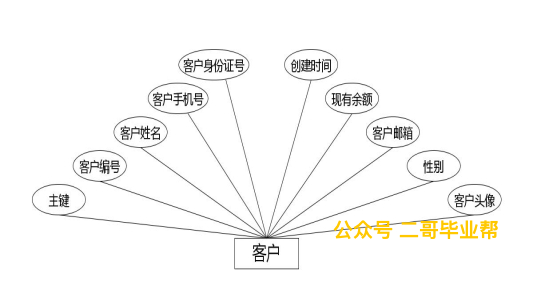 客户身份证号
创建时间
客户手机号
现有余额
客户姓名
客户邮箱
客户编号
性别
主键
客户头像
公众号 二哥毕业帮
客户